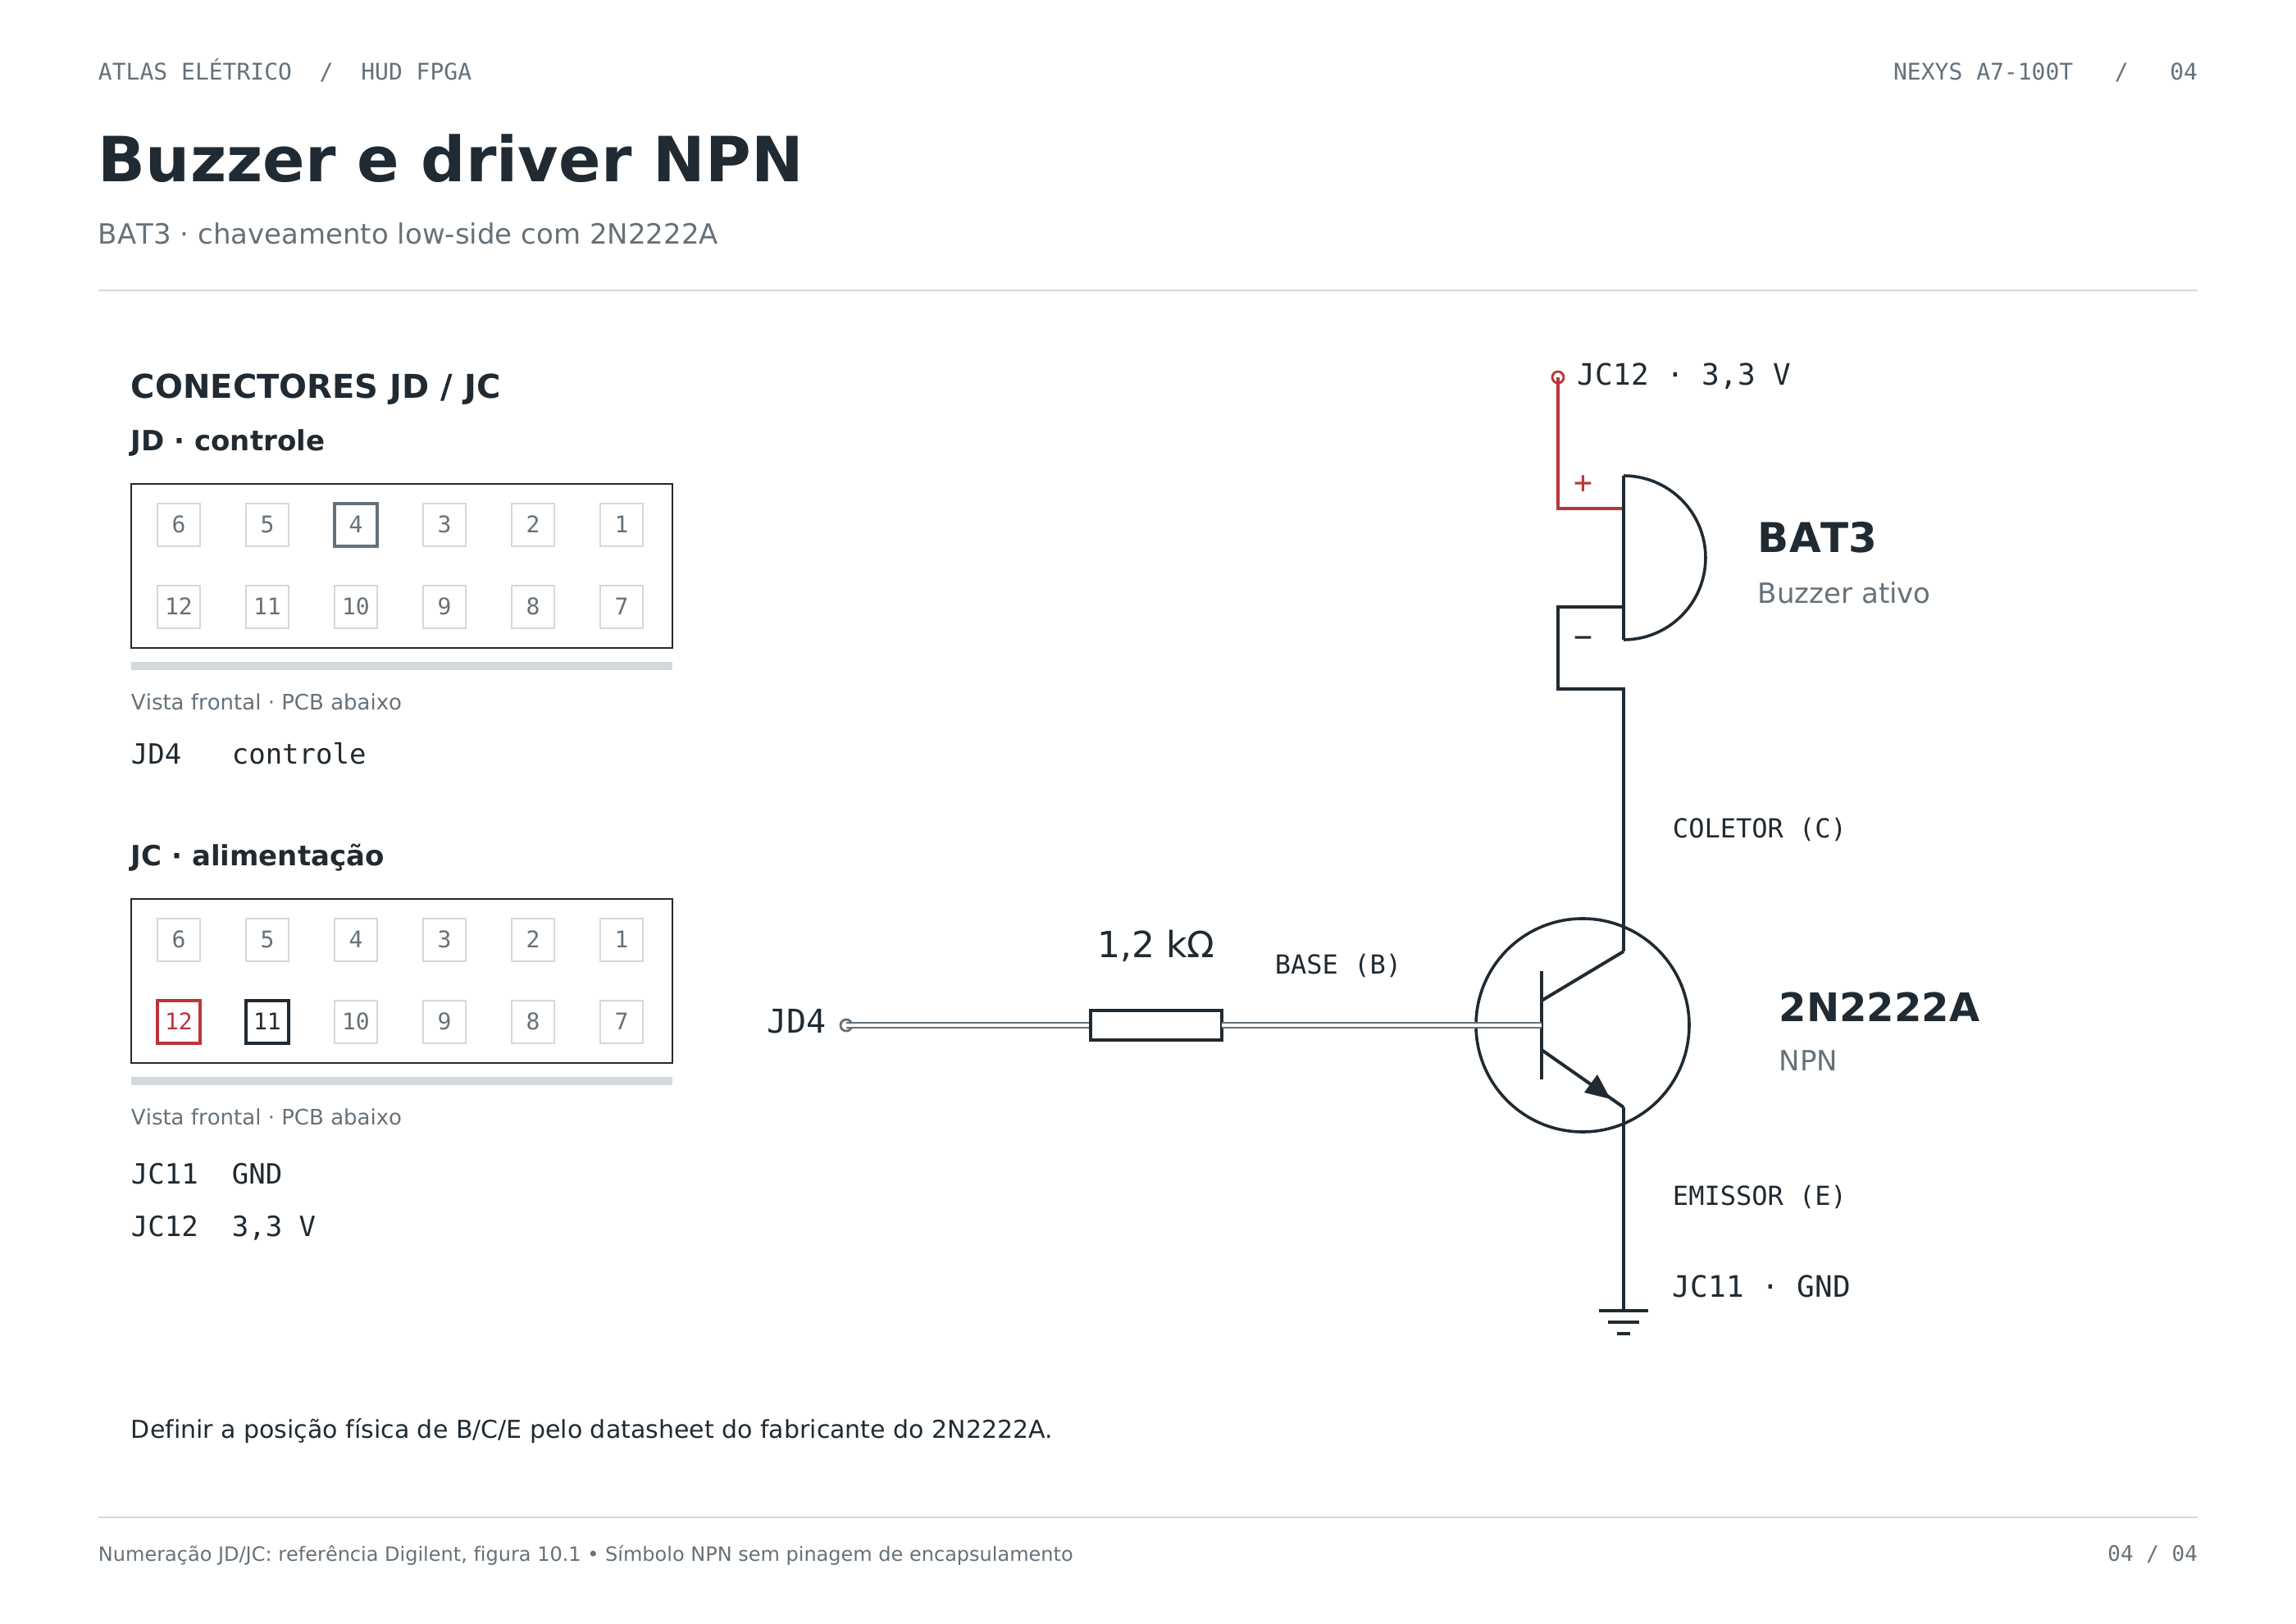 ATLAS ELÉTRICO / HUD FPGA
NEXYS A7-100T / 04
Buzzer e driver NPN
BAT3 · chaveamento low-side com 2N2222A
CONECTORES JD / JC
JD · controle
6 5 4 3 2 1
12 11 10 9 8 7
Vista frontal · PCB abaixo
JD4 controle
JC · alimentação
6 5 4 3 2 1
12 11 10 9 8 7
Vista frontal · PCB abaixo
JC11 GND
JC12 3,3 V
JC12 · 3,3 V
+
BAT3
Buzzer ativo
−
COLETOR (C)
1,2 kΩ
BASE (B)
JD4
2N2222A
NPN
EMISSOR (E)
JC11 · GND
Definir a posição física de B/C/E pelo datasheet do fabricante do 2N2222A.
Numeração JD/JC: referência Digilent, figura 10.1 • Símbolo NPN sem pinagem de encapsulamento
04 / 04